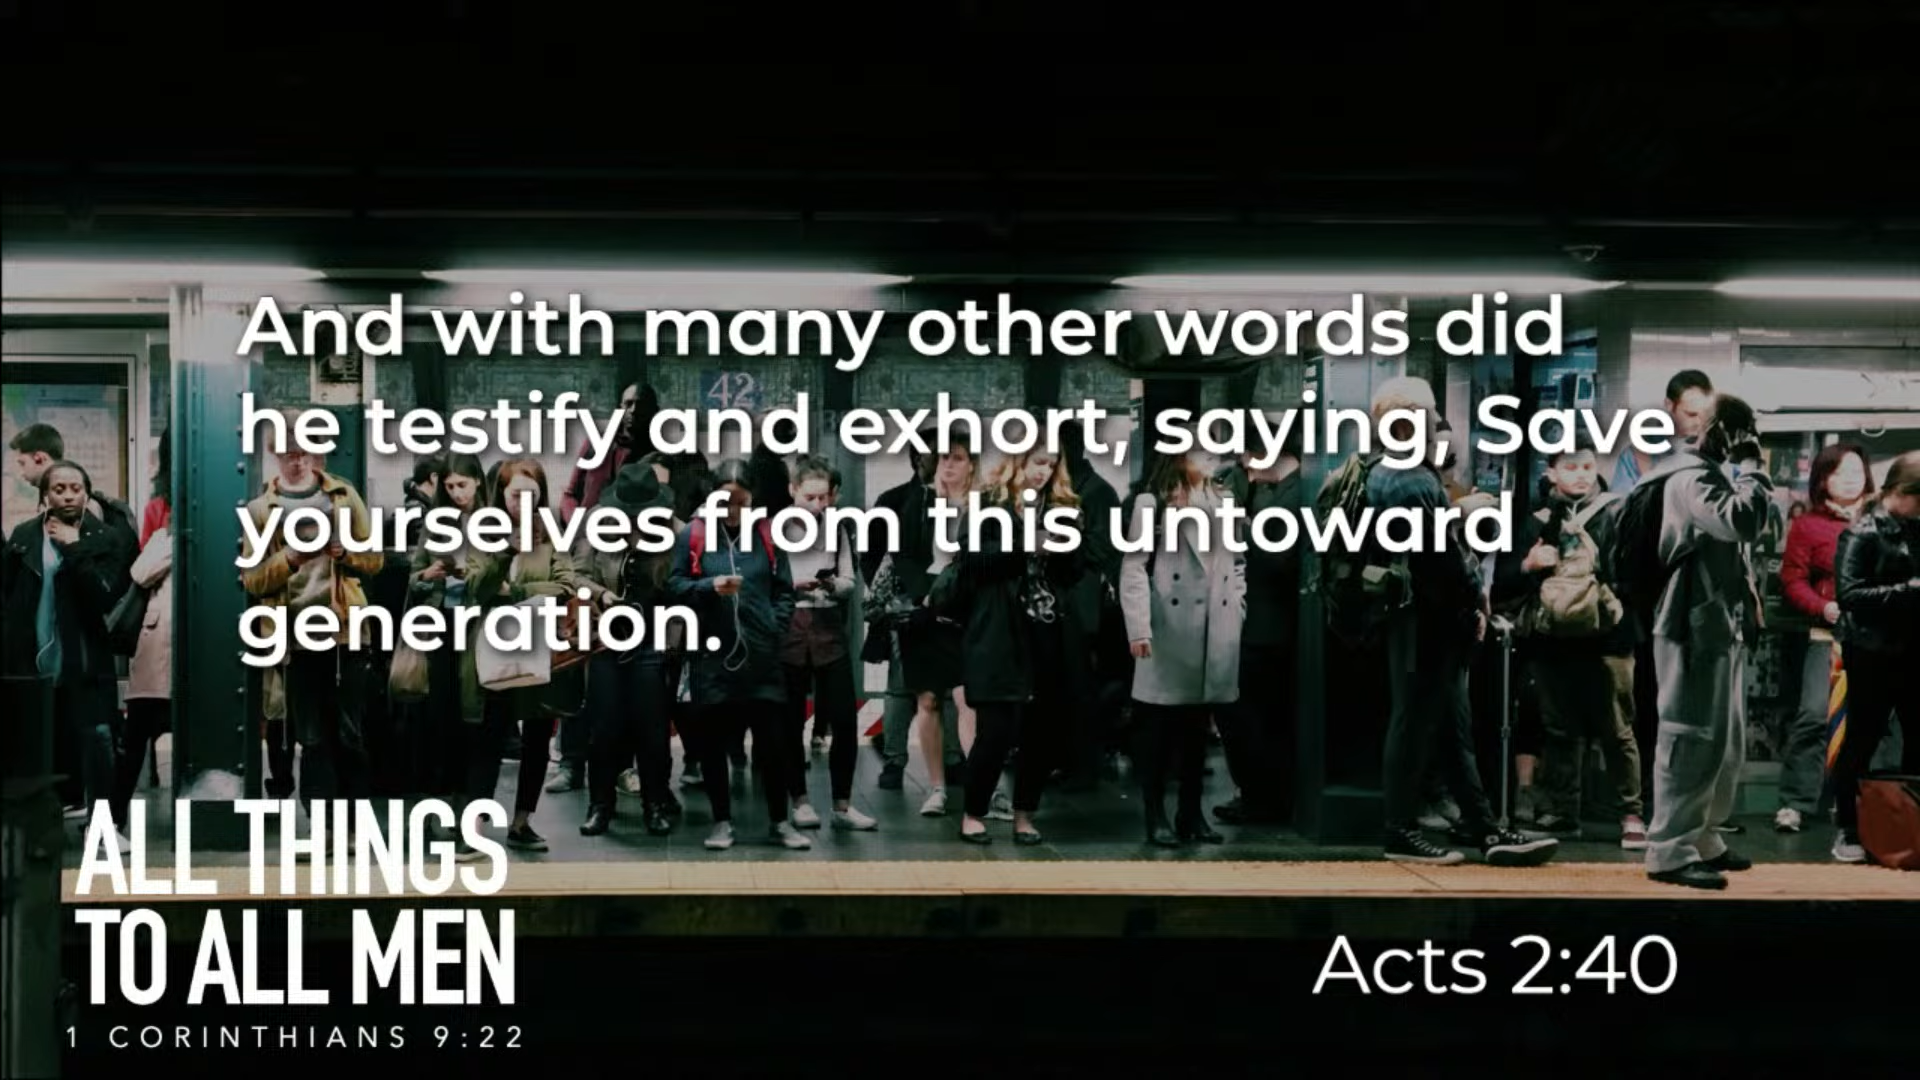 And with many other words did
he testify and exhort, saying, Save
yourselves from this untoward
generation.
42
ALL THINGS
TO ALL MEN
1 CORINTHIANS 9:22
Acts 2:40